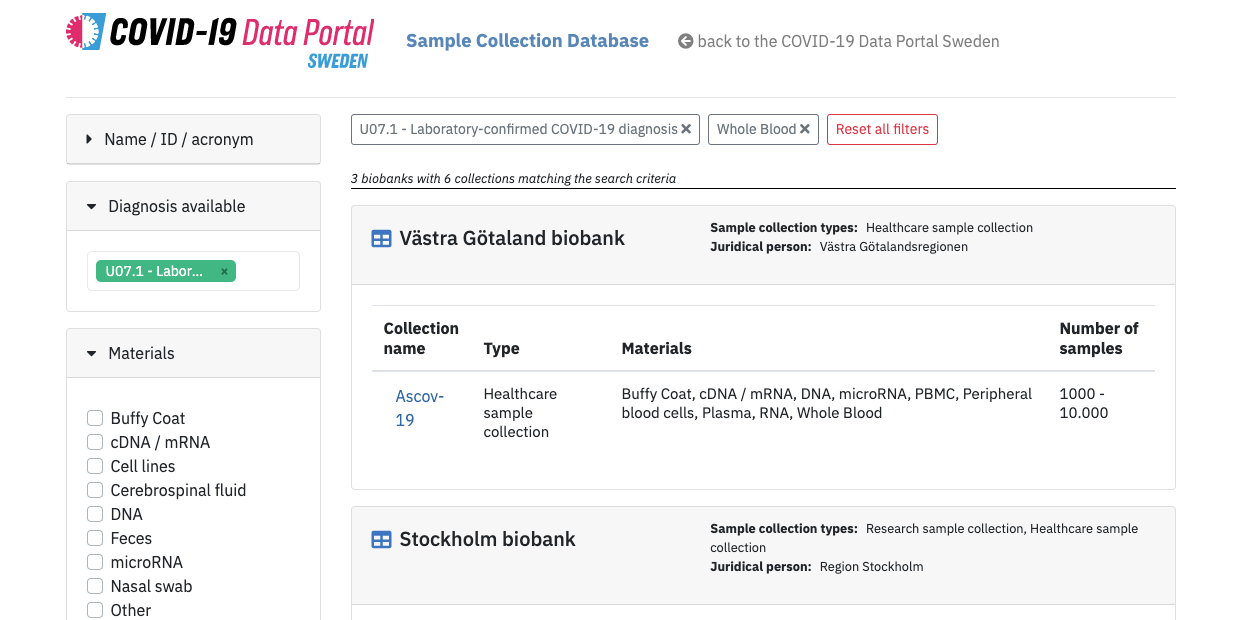 COVID-19 Data Portal
SWEDEN
Sample Collection Database
back to the COVID-19 Data Portal Sweden
Name / ID / acronym
Diagnosis available
U07.1 - Labor... ×
Materials
Buffy Coat
cDNA / mRNA
Cell lines
Cerebrospinal fluid
DNA
Feces
microRNA
Nasal swab
Other
U07.1 - Laboratory-confirmed COVID-19 diagnosis ×
Whole Blood ×
Reset all filters
3 biobanks with 6 collections matching the search criteria
Västra Götaland biobank
Sample collection types: Healthcare sample collection
Juridical person: Västra Götalandsregionen
Collection
name
Type
Materials
Number of
samples
Ascov-
19
Healthcare
sample
collection
Buffy Coat, cDNA / mRNA, DNA, microRNA, PBMC, Peripheral
blood cells, Plasma, RNA, Whole Blood
1000 -
10.000
Stockholm biobank
Sample collection types: Research sample collection, Healthcare sample
collection
Juridical person: Region Stockholm